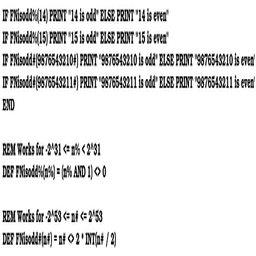 IF FNisodd%(14) PRINT "14 is odd" ELSE PRINT "14 is even"
IF FNisodd%(15) PRINT "15 is odd" ELSE PRINT "15 is even"
IF FNisodd#(9876543210#) PRINT "9876543210 is odd" ELSE PRINT "9876543210 is even"
IF FNisodd#(9876543211#) PRINT "9876543211 is odd" ELSE PRINT "9876543211 is even"
END
REM Works for -2^31 <= n% < 2^31
DEF FNisodd%(n%) = (n% AND 1) <> 0
REM Works for -2^53 <= n# <= 2^53
DEF FNisodd#(n#) = n# <> 2 * INT(n# / 2)